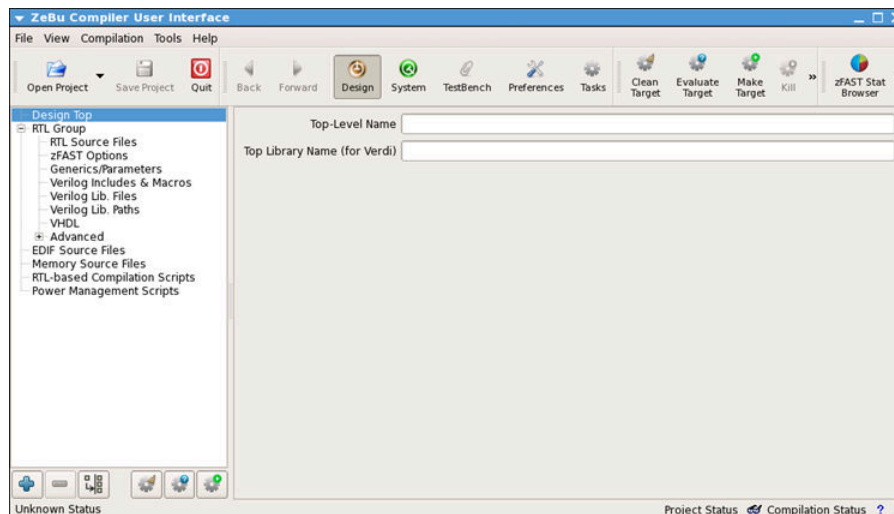 ZeBu Compiler User Interface
File View Compilation Tools Help
Open Project Save Project Quit Back Forward Design System TestBench Preferences Tasks Clean Target Evaluate Target Make Target Kill » zFAST Stat Browser
Design Top
RTL Group
RTL Source Files
zFAST Options
Generics/Parameters
Verilog Includes & Macros
Verilog Lib. Files
Verilog Lib. Paths
VHDL
Advanced
EDIF Source Files
Memory Source Files
RTL-based Compilation Scripts
Power Management Scripts
Top-Level Name
Top Library Name (for Verdi)
Unknown Status Project Status Compilation Status ?